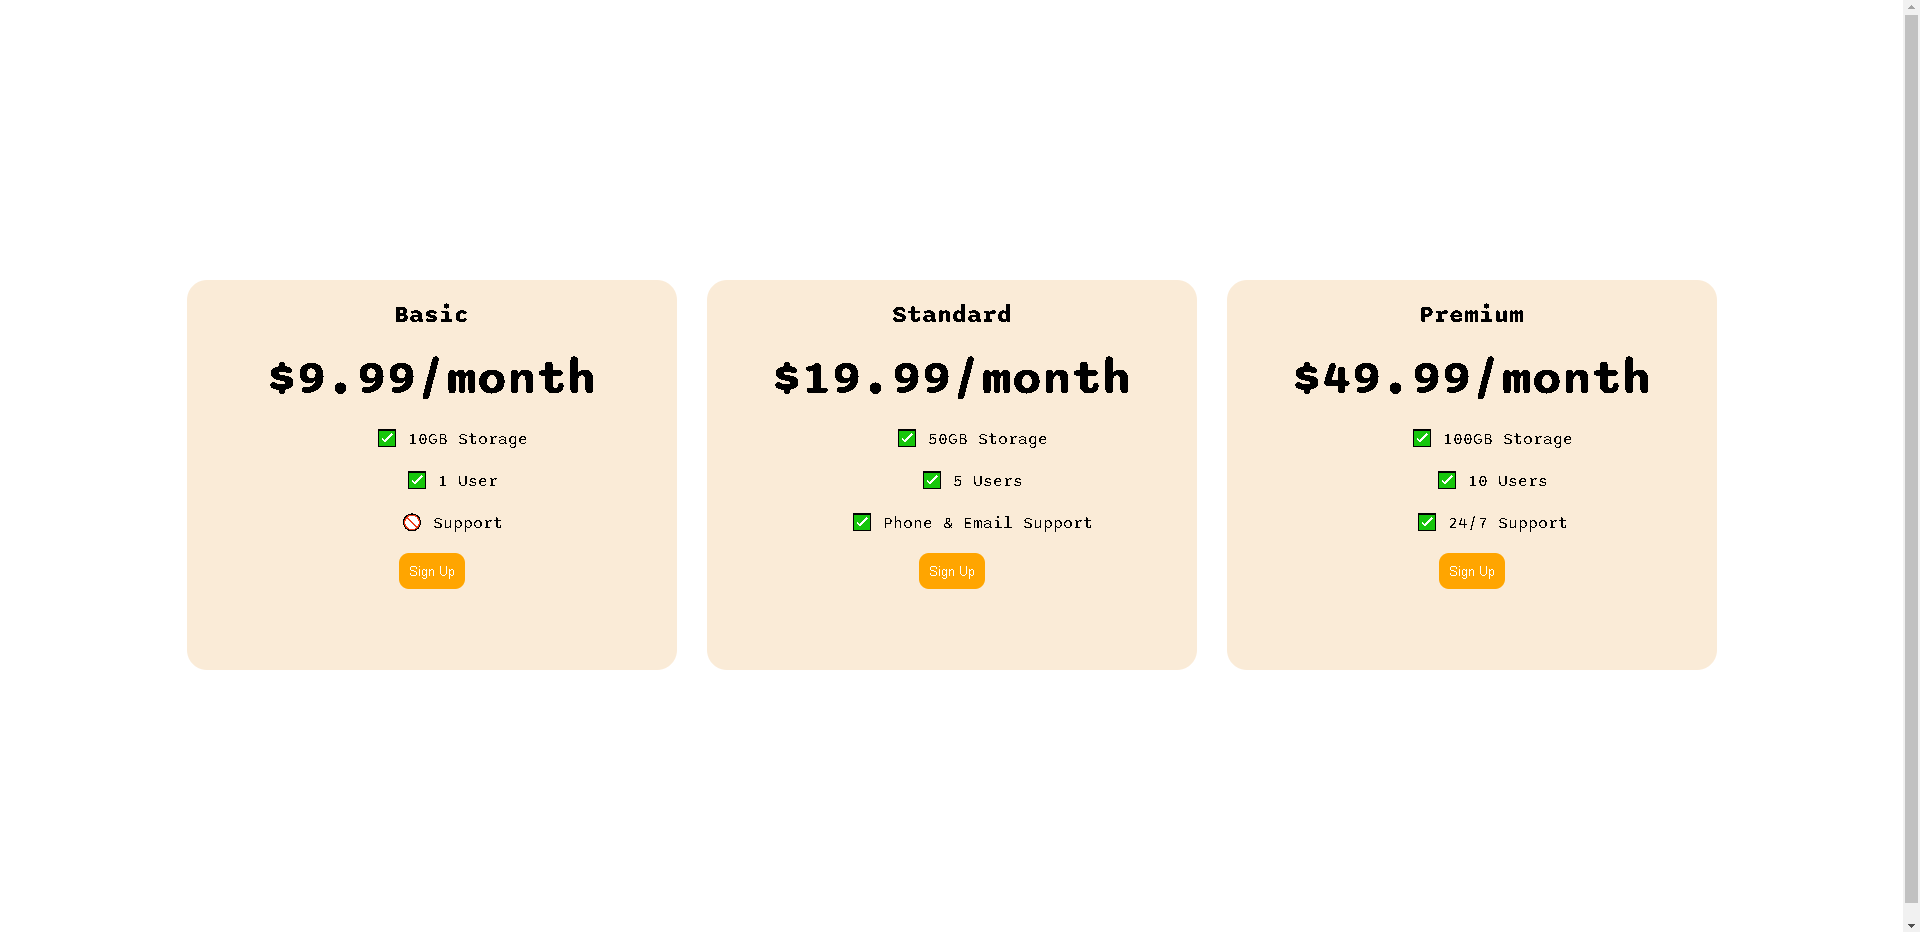 Basic
$9.99/month
✅ 10GB Storage
✅ 1 User
🚫 Support
Sign Up
Standard
$19.99/month
✅ 50GB Storage
✅ 5 Users
✅ Phone & Email Support
Sign Up
Premium
$49.99/month
✅ 100GB Storage
✅ 10 Users
✅ 24/7 Support
Sign Up